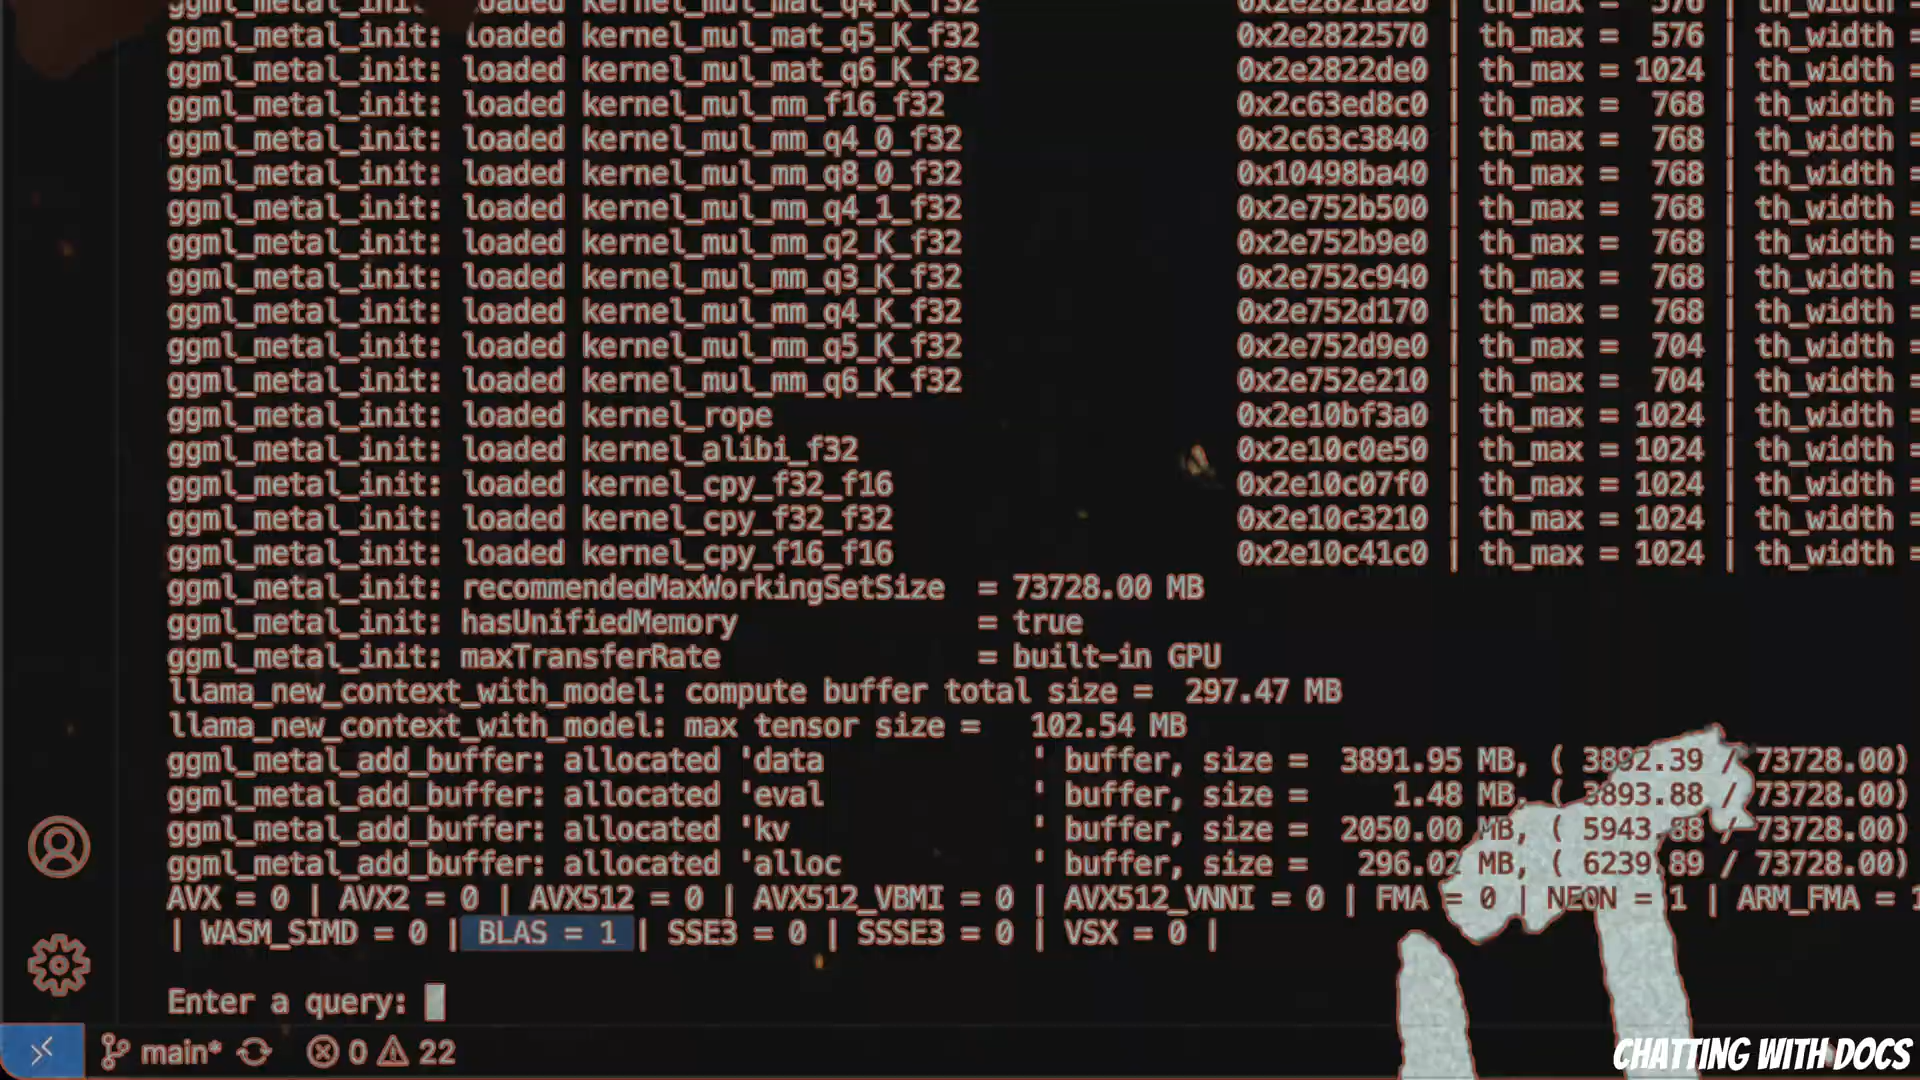 ggml_metal_init: loaded kernel_mul_mat_q4_K_f32 0x2e2821a20 | th_max = 576 | th_width =
ggml_metal_init: loaded kernel_mul_mat_q5_K_f32 0x2e2822570 | th_max = 576 | th_width =
ggml_metal_init: loaded kernel_mul_mat_q6_K_f32 0x2e2822de0 | th_max = 1024 | th_width =
ggml_metal_init: loaded kernel_mul_mm_f16_f32 0x2c63ed8c0 | th_max = 768 | th_width =
ggml_metal_init: loaded kernel_mul_mm_q4_0_f32 0x2c63c3840 | th_max = 768 | th_width =
ggml_metal_init: loaded kernel_mul_mm_q8_0_f32 0x10498ba40 | th_max = 768 | th_width =
ggml_metal_init: loaded kernel_mul_mm_q4_1_f32 0x2e752b500 | th_max = 768 | th_width =
ggml_metal_init: loaded kernel_mul_mm_q2_K_f32 0x2e752b9e0 | th_max = 768 | th_width =
ggml_metal_init: loaded kernel_mul_mm_q3_K_f32 0x2e752c940 | th_max = 768 | th_width =
ggml_metal_init: loaded kernel_mul_mm_q4_K_f32 0x2e752d170 | th_max = 768 | th_width =
ggml_metal_init: loaded kernel_mul_mm_q5_K_f32 0x2e752d9e0 | th_max = 704 | th_width =
ggml_metal_init: loaded kernel_mul_mm_q6_K_f32 0x2e752e210 | th_max = 704 | th_width =
ggml_metal_init: loaded kernel_rope 0x2e10bf3a0 | th_max = 1024 | th_width =
ggml_metal_init: loaded kernel_alibi_f32 0x2e10c0e50 | th_max = 1024 | th_width =
ggml_metal_init: loaded kernel_cpy_f32_f16 0x2e10c07f0 | th_max = 1024 | th_width =
ggml_metal_init: loaded kernel_cpy_f32_f32 0x2e10c3210 | th_max = 1024 | th_width =
ggml_metal_init: loaded kernel_cpy_f16_f16 0x2e10c41c0 | th_max = 1024 | th_width =
ggml_metal_init: recommendedMaxWorkingSetSize = 73728.00 MB
ggml_metal_init: hasUnifiedMemory = true
ggml_metal_init: maxTransferRate = built-in GPU
llama_new_context_with_model: compute buffer total size = 297.47 MB
llama_new_context_with_model: max tensor size = 102.54 MB
ggml_metal_add_buffer: allocated 'data ' buffer, size = 3891.95 MB, ( 3892.39 / 73728.00)
ggml_metal_add_buffer: allocated 'eval ' buffer, size = 1.48 MB, ( 3893.88 / 73728.00)
ggml_metal_add_buffer: allocated 'kv ' buffer, size = 2050.00 MB, ( 5943.88 / 73728.00)
ggml_metal_add_buffer: allocated 'alloc ' buffer, size = 296.02 MB, ( 6239.89 / 73728.00)
AVX = 0 | AVX2 = 0 | AVX512 = 0 | AVX512_VBMI = 0 | AVX512_VNNI = 0 | FMA = 0 | NEON = 1 | ARM_FMA = 1
| WASM_SIMD = 0 | BLAS = 1 | SSE3 = 0 | SSSE3 = 0 | VSX = 0 |
Enter a query:
main* 0 22
CHATTING WITH DOCS